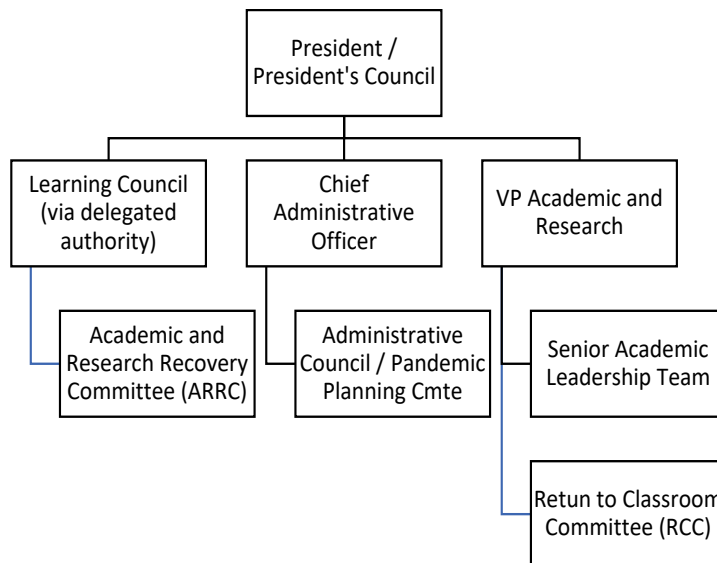 President /
President's Council
Learning Council
(via delegated
authority)
Chief
Administrative
Officer
VP Academic and
Research
Academic and
Research Recovery
Committee (ARRC)
Administrative
Council / Pandemic
Planning Cmte
Senior Academic
Leadership Team
Retun to Classroom
Committee (RCC)